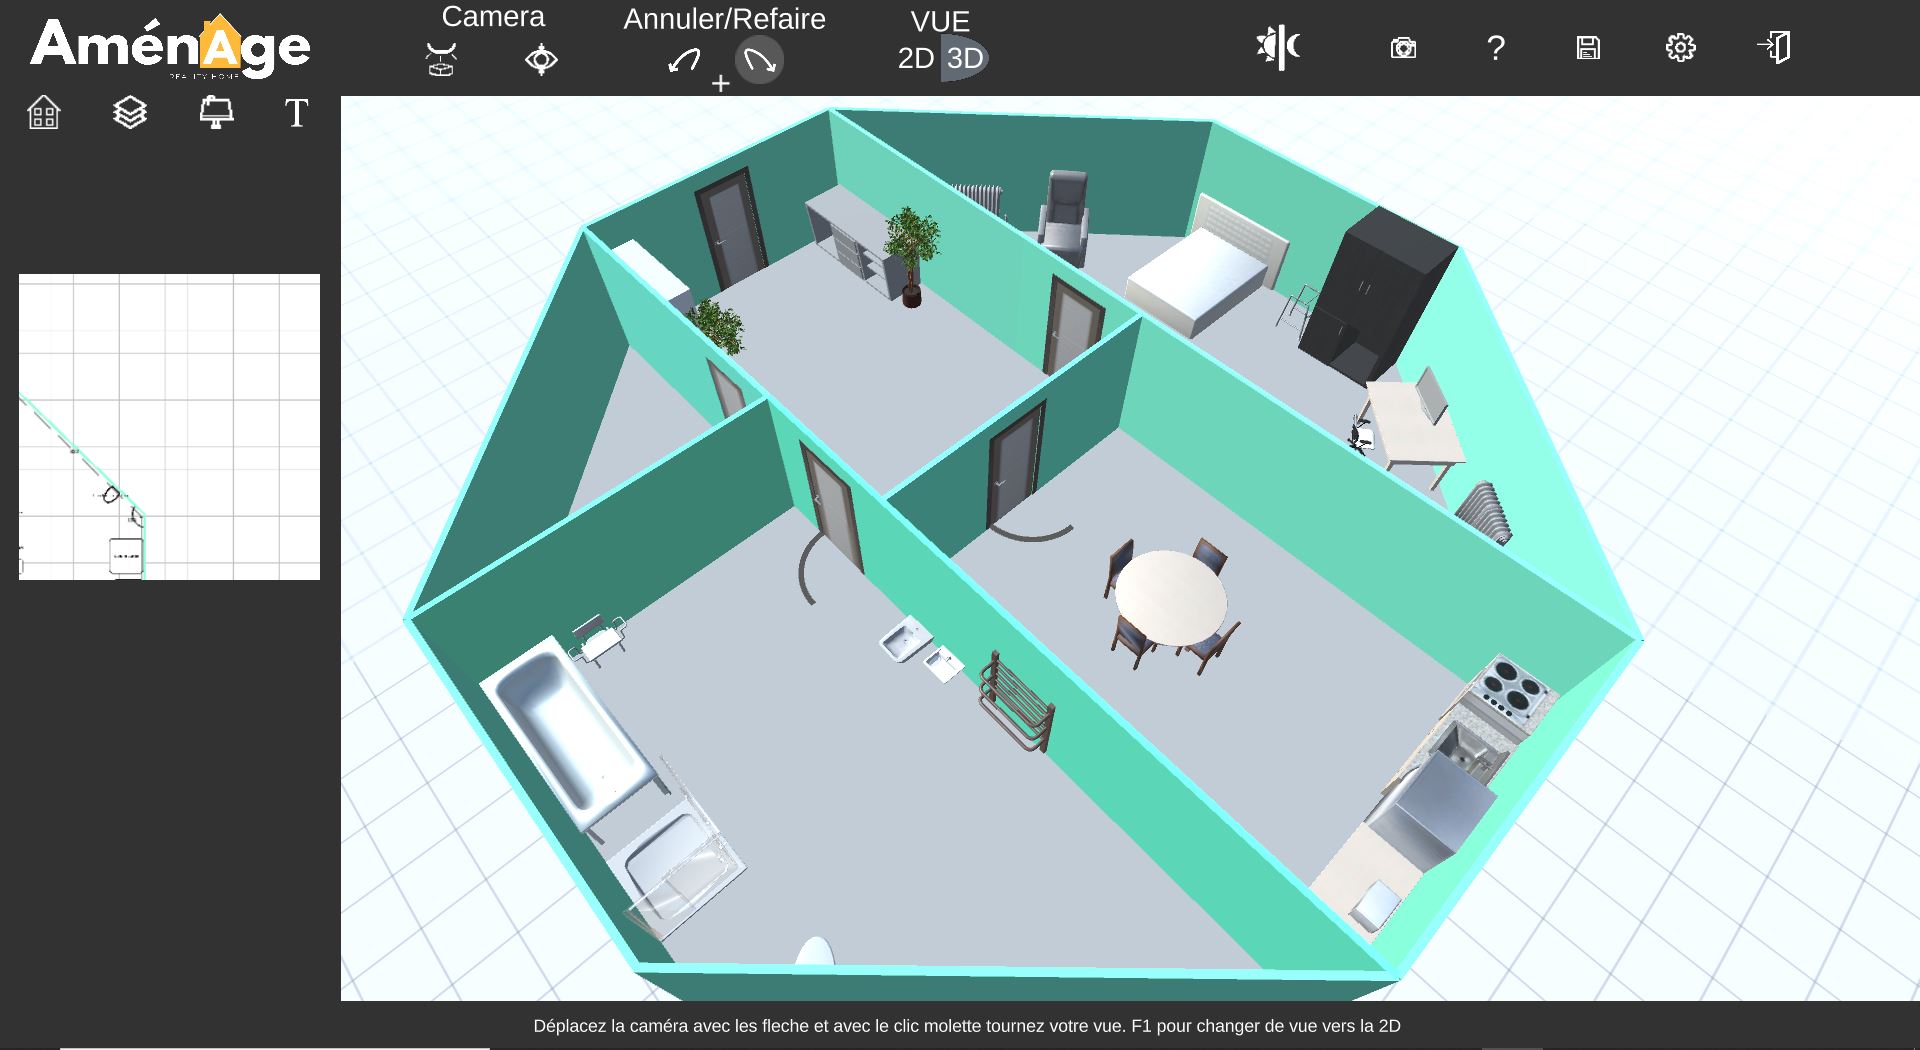 AménAge
REALITY HOME
Camera
Annuler/Refaire
VUE
2D 3D
?
T
Déplacez la caméra avec les fleche et avec le clic molette tournez votre vue. F1 pour changer de vue vers la 2D